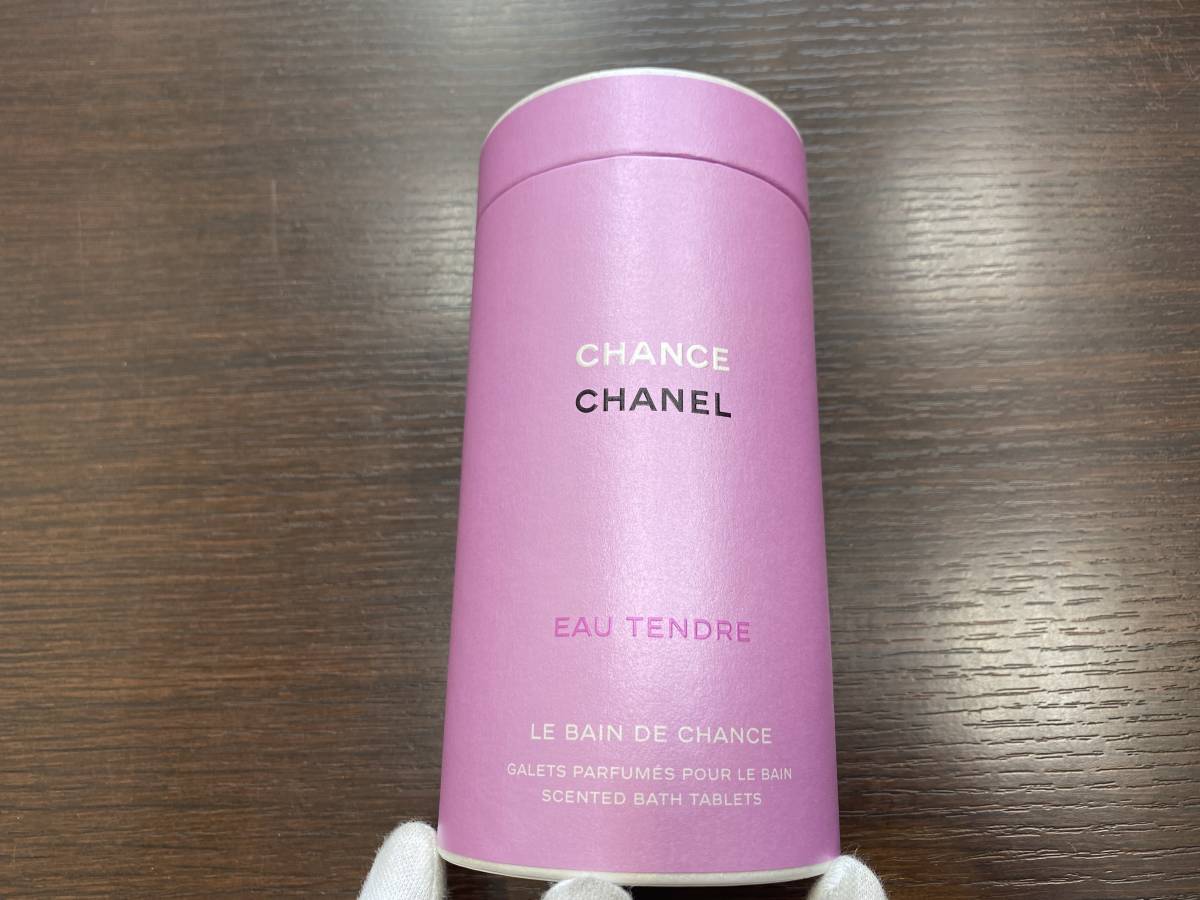 CHANCE
CHANEL
EAU TENDRE
LE BAIN DE CHANCE
GALETS PARFUMÉS POUR LE BAIN
SCENTED BATH TABLETS